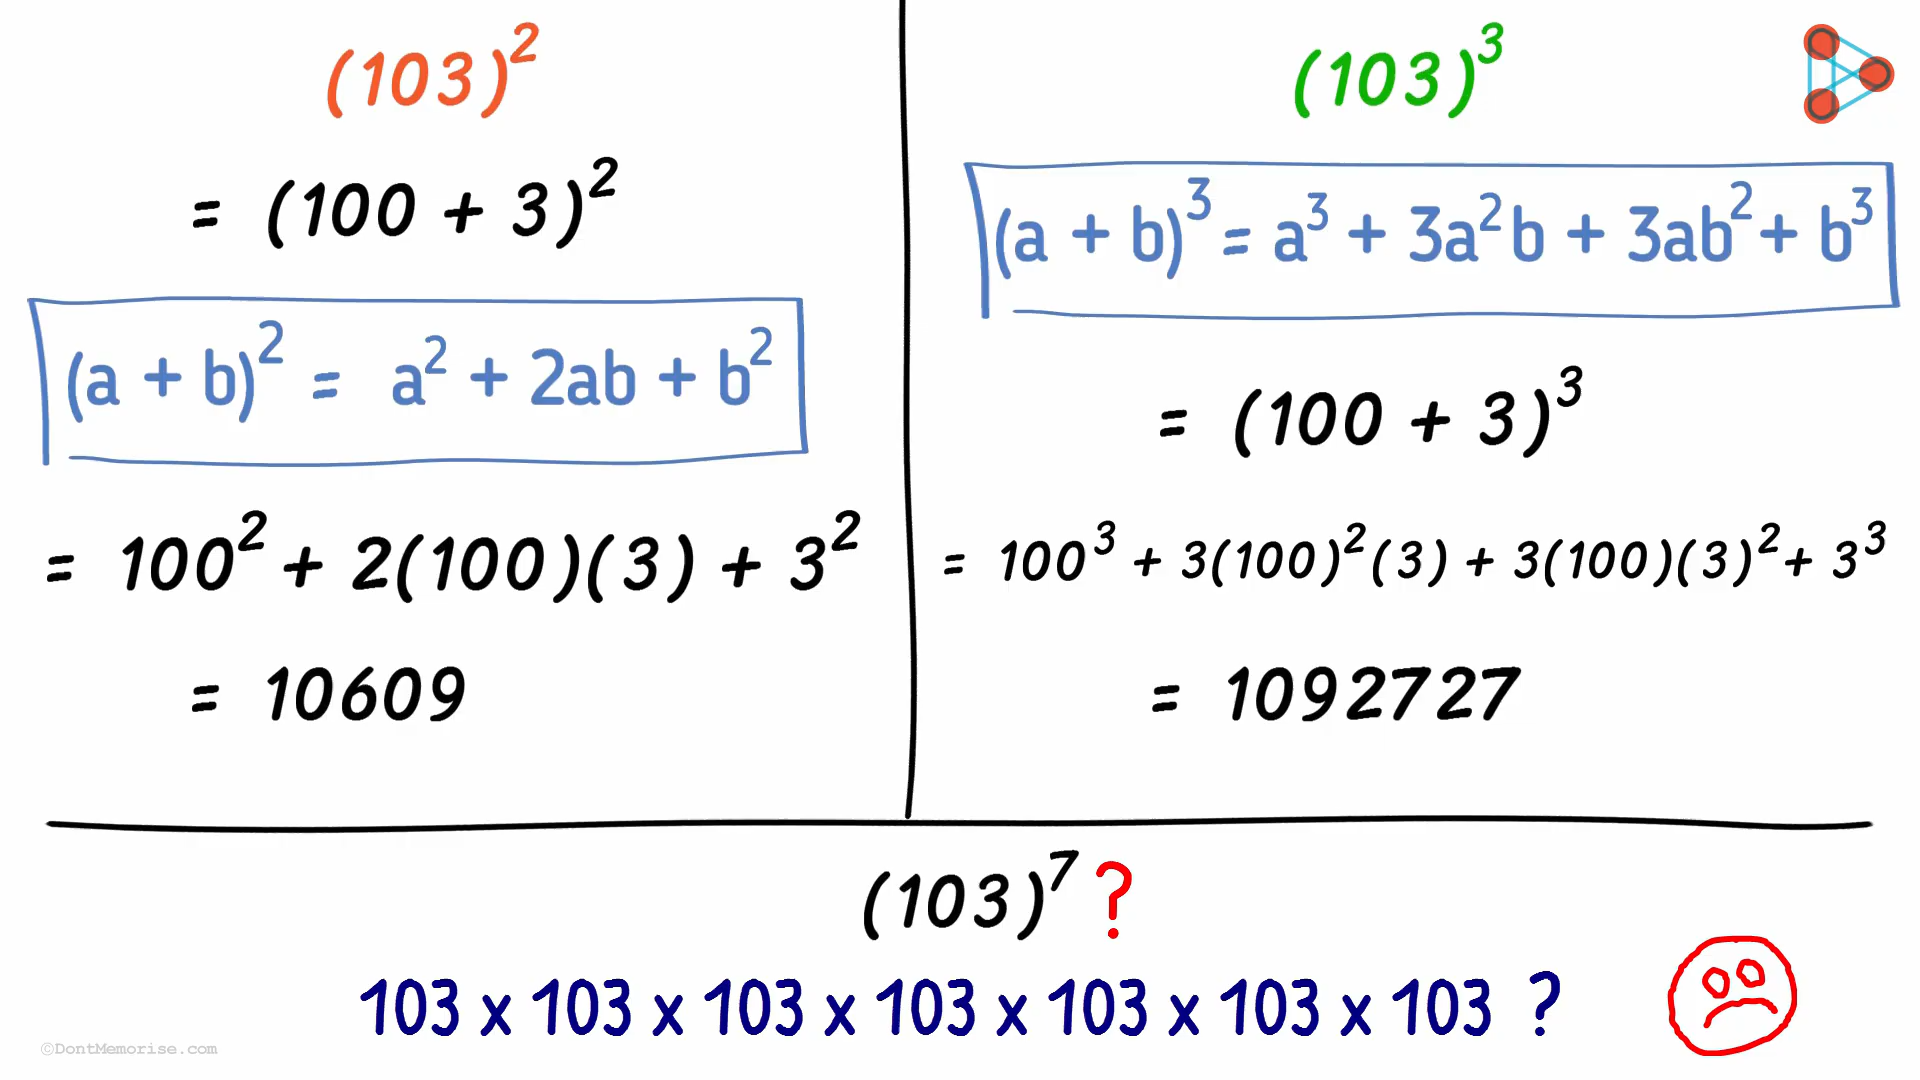 (103)²
= (100 + 3)²
(a + b)² = a² + 2ab + b²
= 100² + 2(100)(3) + 3²
= 10609
(103)³
(a + b)³ = a³ + 3a²b + 3ab² + b³
= (100 + 3)³
= 100³ + 3(100)²(3) + 3(100)(3)² + 3³
= 1092727
(103)⁷ ?
103 x 103 x 103 x 103 x 103 x 103 x 103 ?
©DontMemorise.com